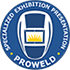 SPECIALIZED EXHIBITION PRESENTATION
PROWELD